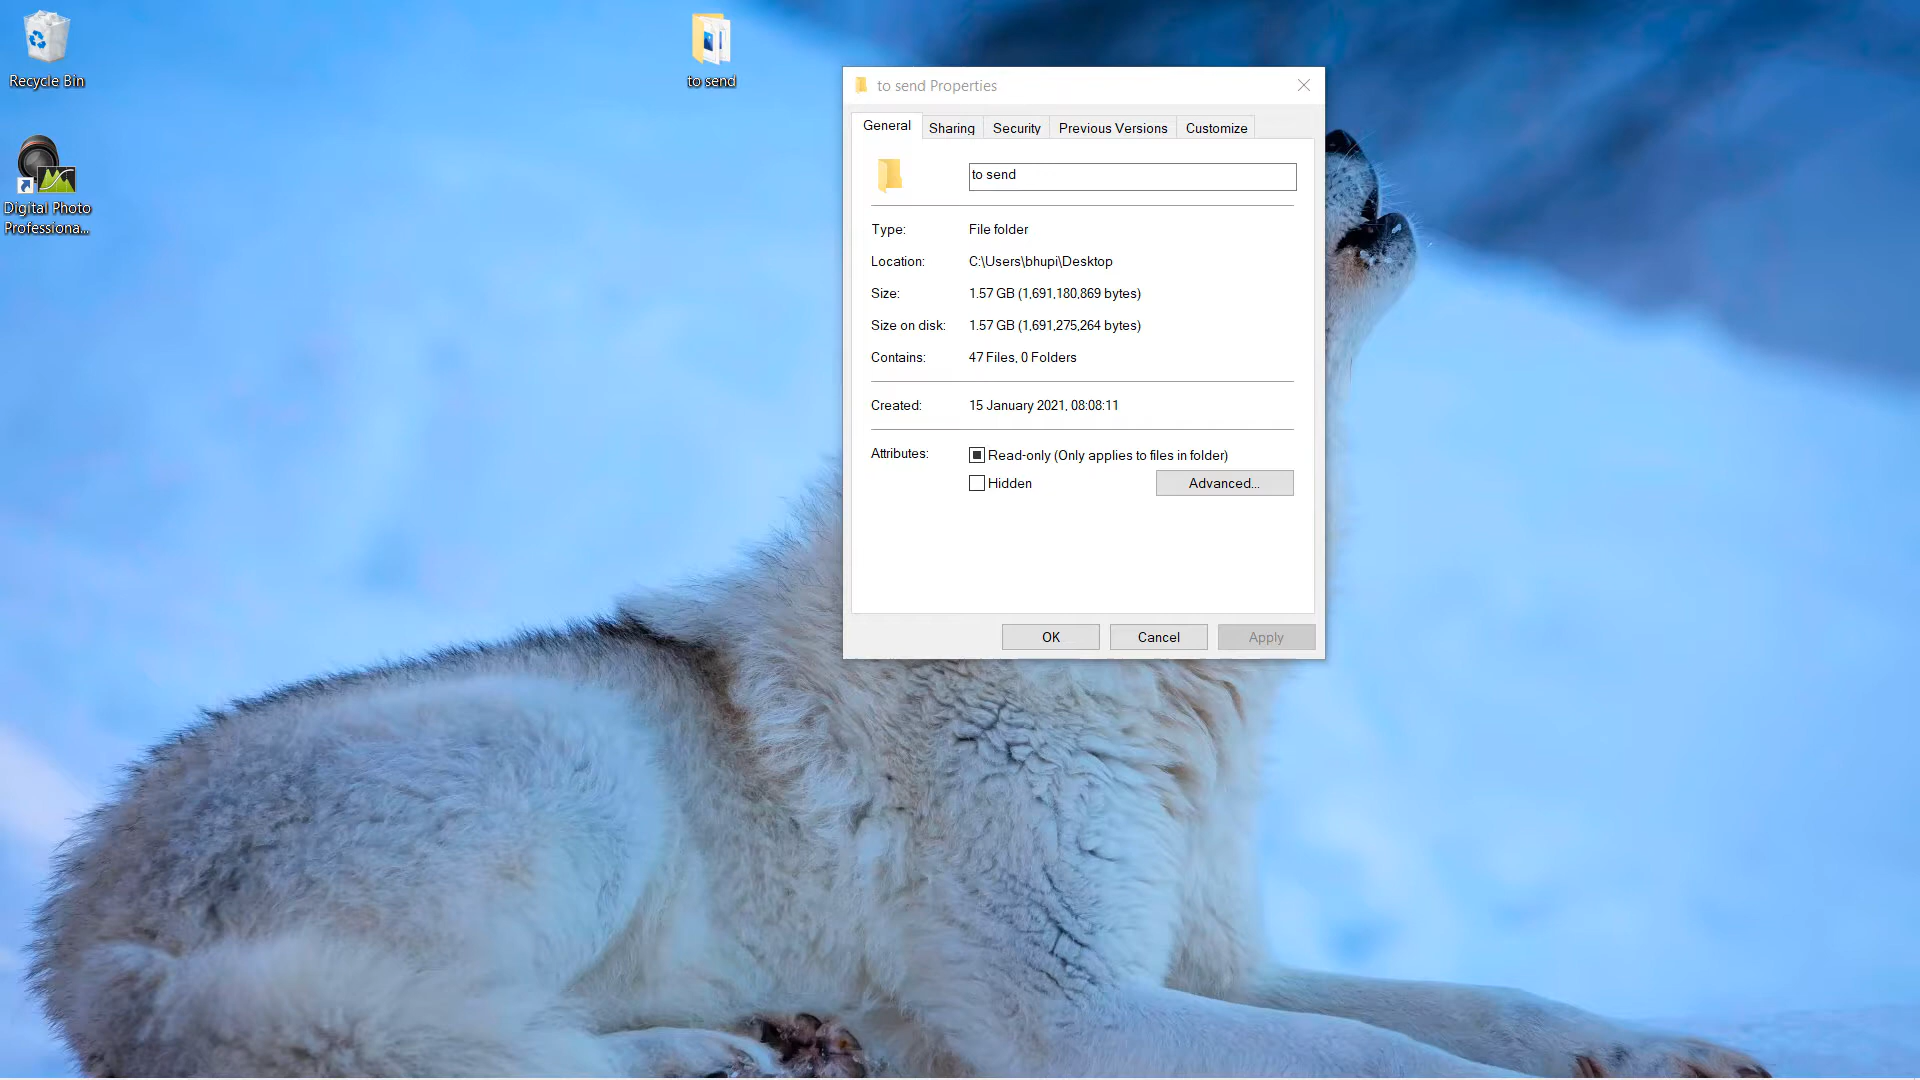 Recycle Bin
Digital Photo
Professiona...
to send
to send Properties
General
Sharing
Security
Previous Versions
Customize
to send
Type: File folder
Location: C:\Users\bhupi\Desktop
Size: 1.57 GB (1,691,180,869 bytes)
Size on disk: 1.57 GB (1,691,275,264 bytes)
Contains: 47 Files, 0 Folders
Created: 15 January 2021, 08:08:11
Attributes: Read-only (Only applies to files in folder)
Hidden
Advanced...
OK
Cancel
Apply